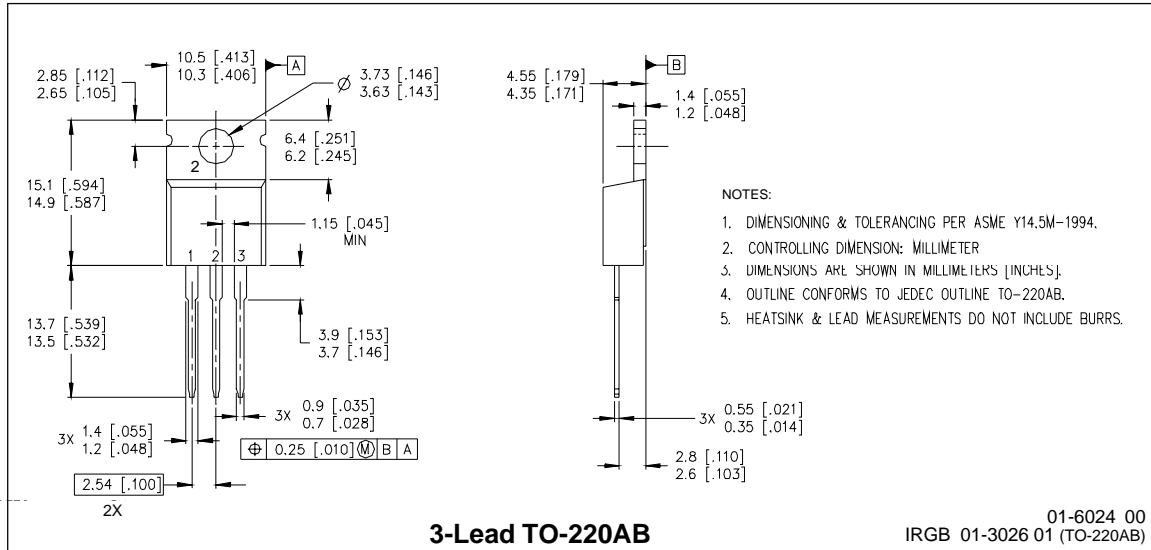 10.5 [.413]
10.3 [.406]
A
2.85 [.112]
2.65 [.105]
Ø 3.73 [.146]
3.63 [.143]
6.4 [.251]
6.2 [.245]
2
15.1 [.594]
14.9 [.587]
1.15 [.045]
MIN
1 2 3
13.7 [.539]
13.5 [.532]
3.9 [.153]
3.7 [.146]
3X 0.9 [.035]
0.7 [.028]
3X 1.4 [.055]
1.2 [.048]
⌖ 0.25 [.010] Ⓜ B A
2.54 [.100]
2X
4.55 [.179]
4.35 [.171]
B
1.4 [.055]
1.2 [.048]
NOTES:
1. DIMENSIONING & TOLERANCING PER ASME Y14.5M-1994.
2. CONTROLLING DIMENSION: MILLIMETER
3. DIMENSIONS ARE SHOWN IN MILLIMETERS [INCHES].
4. OUTLINE CONFORMS TO JEDEC OUTLINE TO-220AB.
5. HEATSINK & LEAD MEASUREMENTS DO NOT INCLUDE BURRS.
3X 0.55 [.021]
0.35 [.014]
2.8 [.110]
2.6 [.103]
3-Lead TO-220AB
01-6024 00
IRGB 01-3026 01 (TO-220AB)